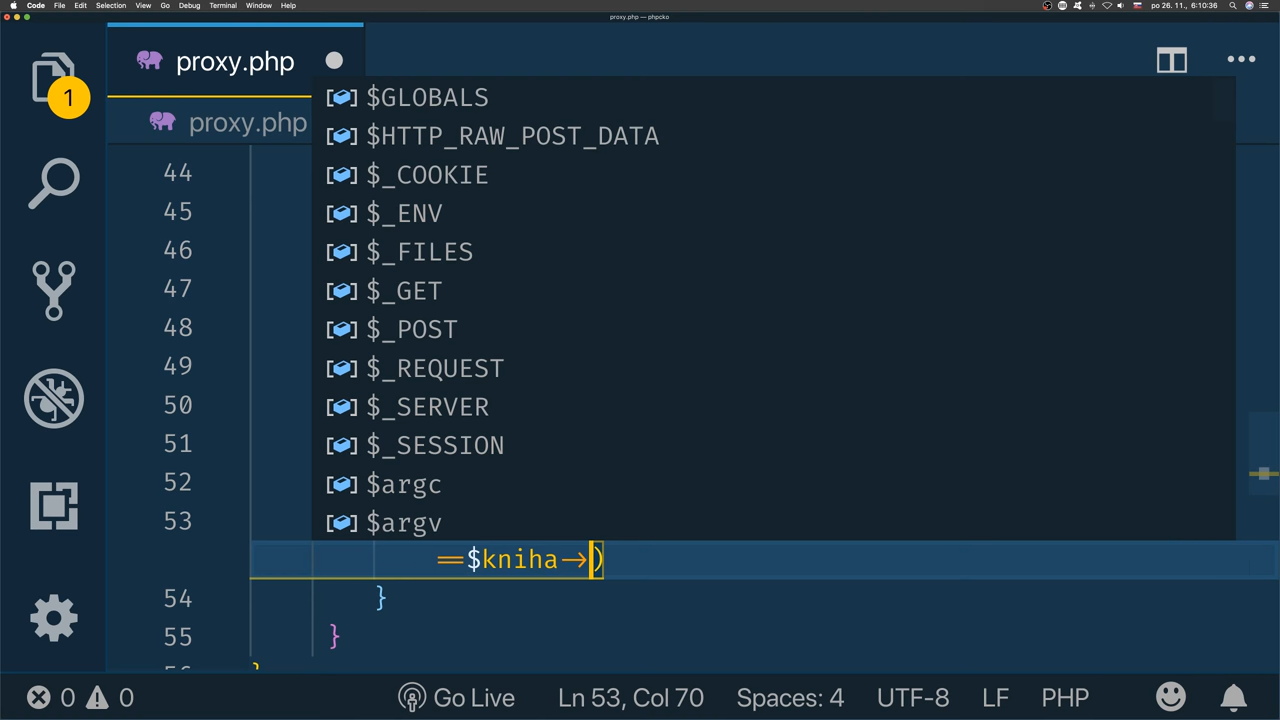 Code File Edit Selection View Go Debug Terminal Window Help po 26. 11., 6:10:36
proxy.php — phpcko
proxy.php
1
proxy.php
$GLOBALS
$HTTP_RAW_POST_DATA
44 $_COOKIE
45 $_ENV
46 $_FILES
47 $_GET
48 $_POST
49 $_REQUEST
50 $_SERVER
51 $_SESSION
52 $argc
53 $argv
==$kniha->)
54 }
55 }
56 }
0 0 Go Live Ln 53, Col 70 Spaces: 4 UTF-8 LF PHP